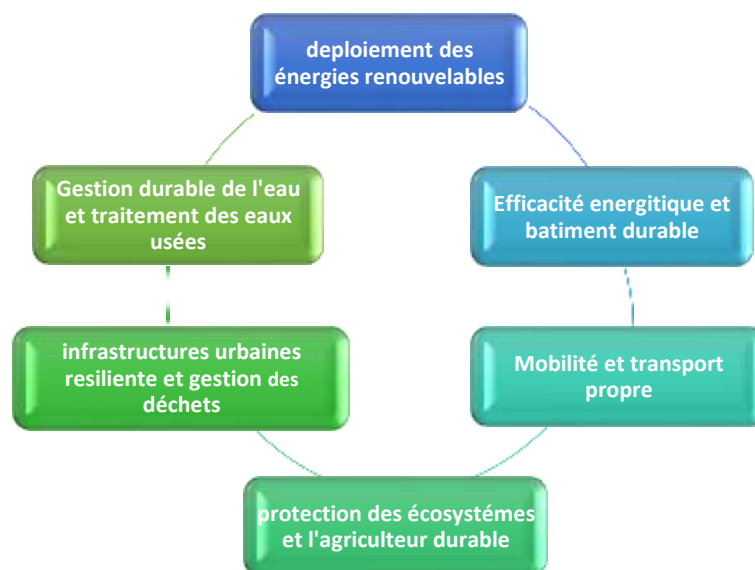 deploiement des
énergies renouvelables
Efficacité energitique et
batiment durable
Mobilité et transport
propre
protection des écosystémes
et l'agriculteur durable
infrastructures urbaines
resiliente et gestion des
déchets
Gestion durable de l'eau
et traitement des eaux
usées